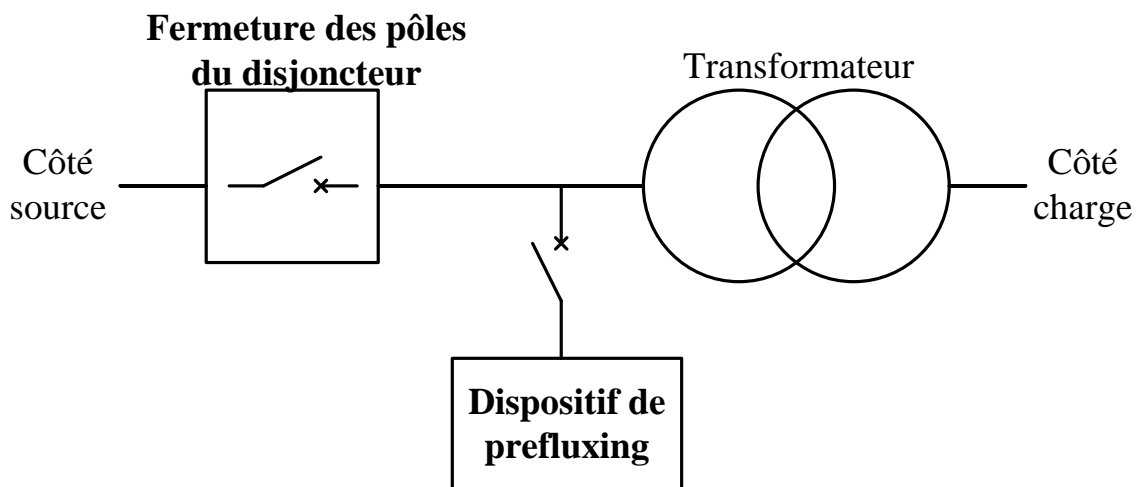 Fermeture des pôles
du disjoncteur
Transformateur
Côté
source
Côté
charge
Dispositif de
prefluxing